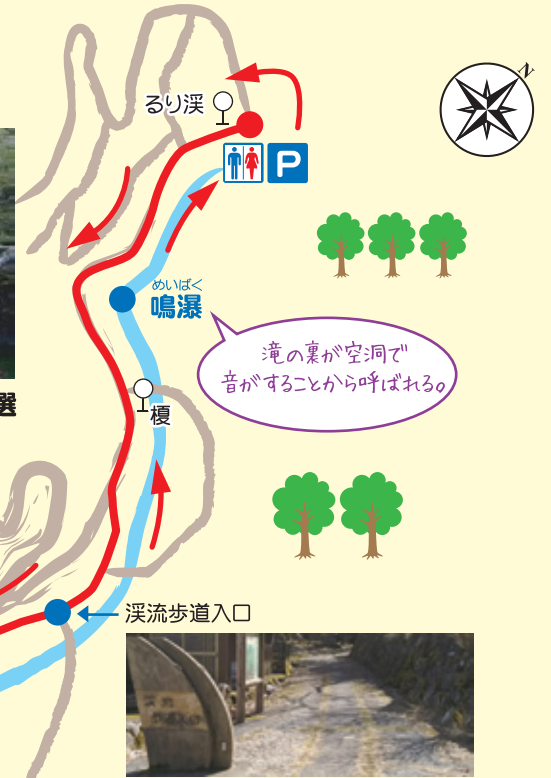 N
るり渓
P
めいばく
鳴瀑
滝の裏が空洞で
音がすることから呼ばれる。
榎
選
渓流歩道入口